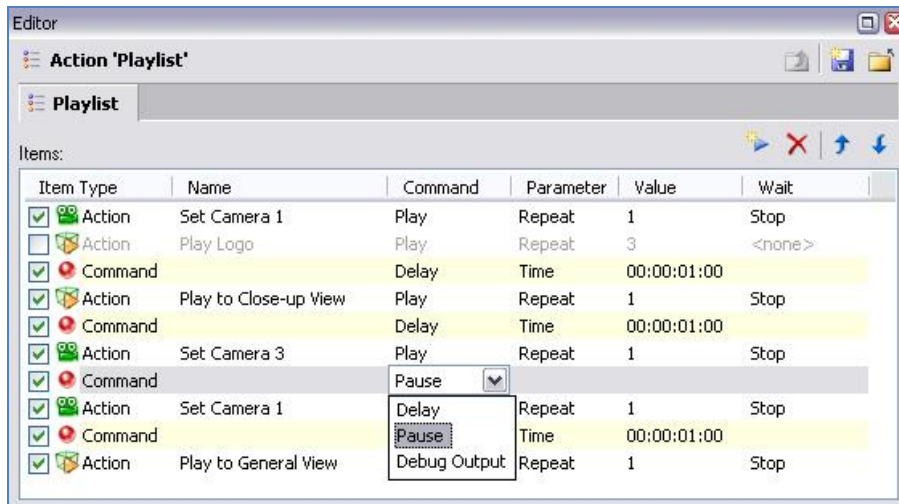 Editor
Action 'Playlist'
Playlist
Items:
Item Type Name Command Parameter Value Wait
Action Set Camera 1 Play Repeat 1 Stop
Action Play Logo Play Repeat 3 <none>
Command Delay Time 00:00:01:00
Action Play to Close-up View Play Repeat 1 Stop
Command Delay Time 00:00:01:00
Action Set Camera 3 Play Repeat 1 Stop
Command Pause
Action Set Camera 1 Delay Repeat 1 Stop
Command Pause Time 00:00:01:00
Action Play to General View Debug Output Repeat 1 Stop